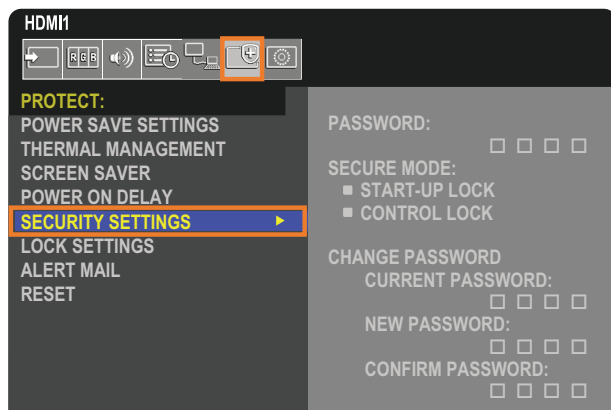 HDMI1
RGB
PROTECT:
POWER SAVE SETTINGS
THERMAL MANAGEMENT
SCREEN SAVER
POWER ON DELAY
SECURITY SETTINGS
LOCK SETTINGS
ALERT MAIL
RESET
PASSWORD:
SECURE MODE:
START-UP LOCK
CONTROL LOCK
CHANGE PASSWORD
CURRENT PASSWORD:
NEW PASSWORD:
CONFIRM PASSWORD: